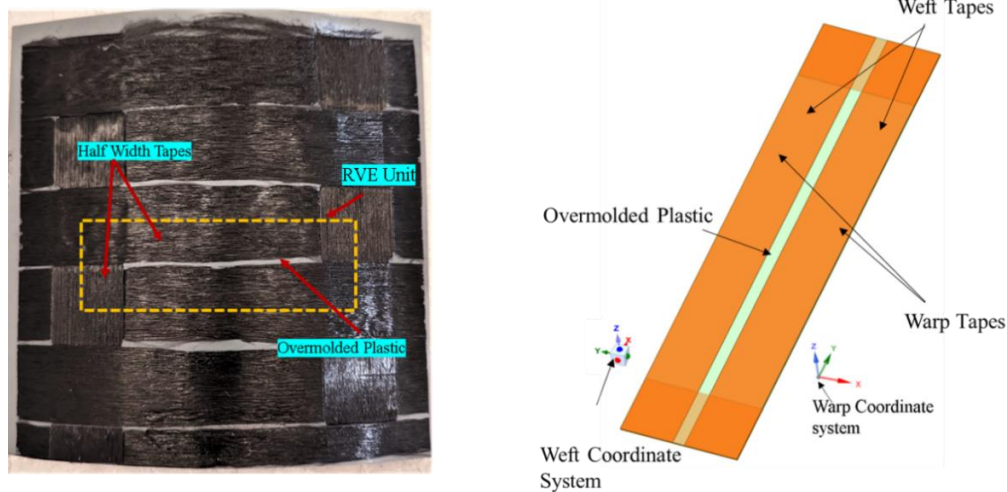 Half Width Tapes
RVE Unit
Overmolded Plastic
Weft Tapes
Overmolded Plastic
Warp Tapes
Z
X
Y
Z
Y
X
Warp Coordinate
system
Weft Coordinate
System